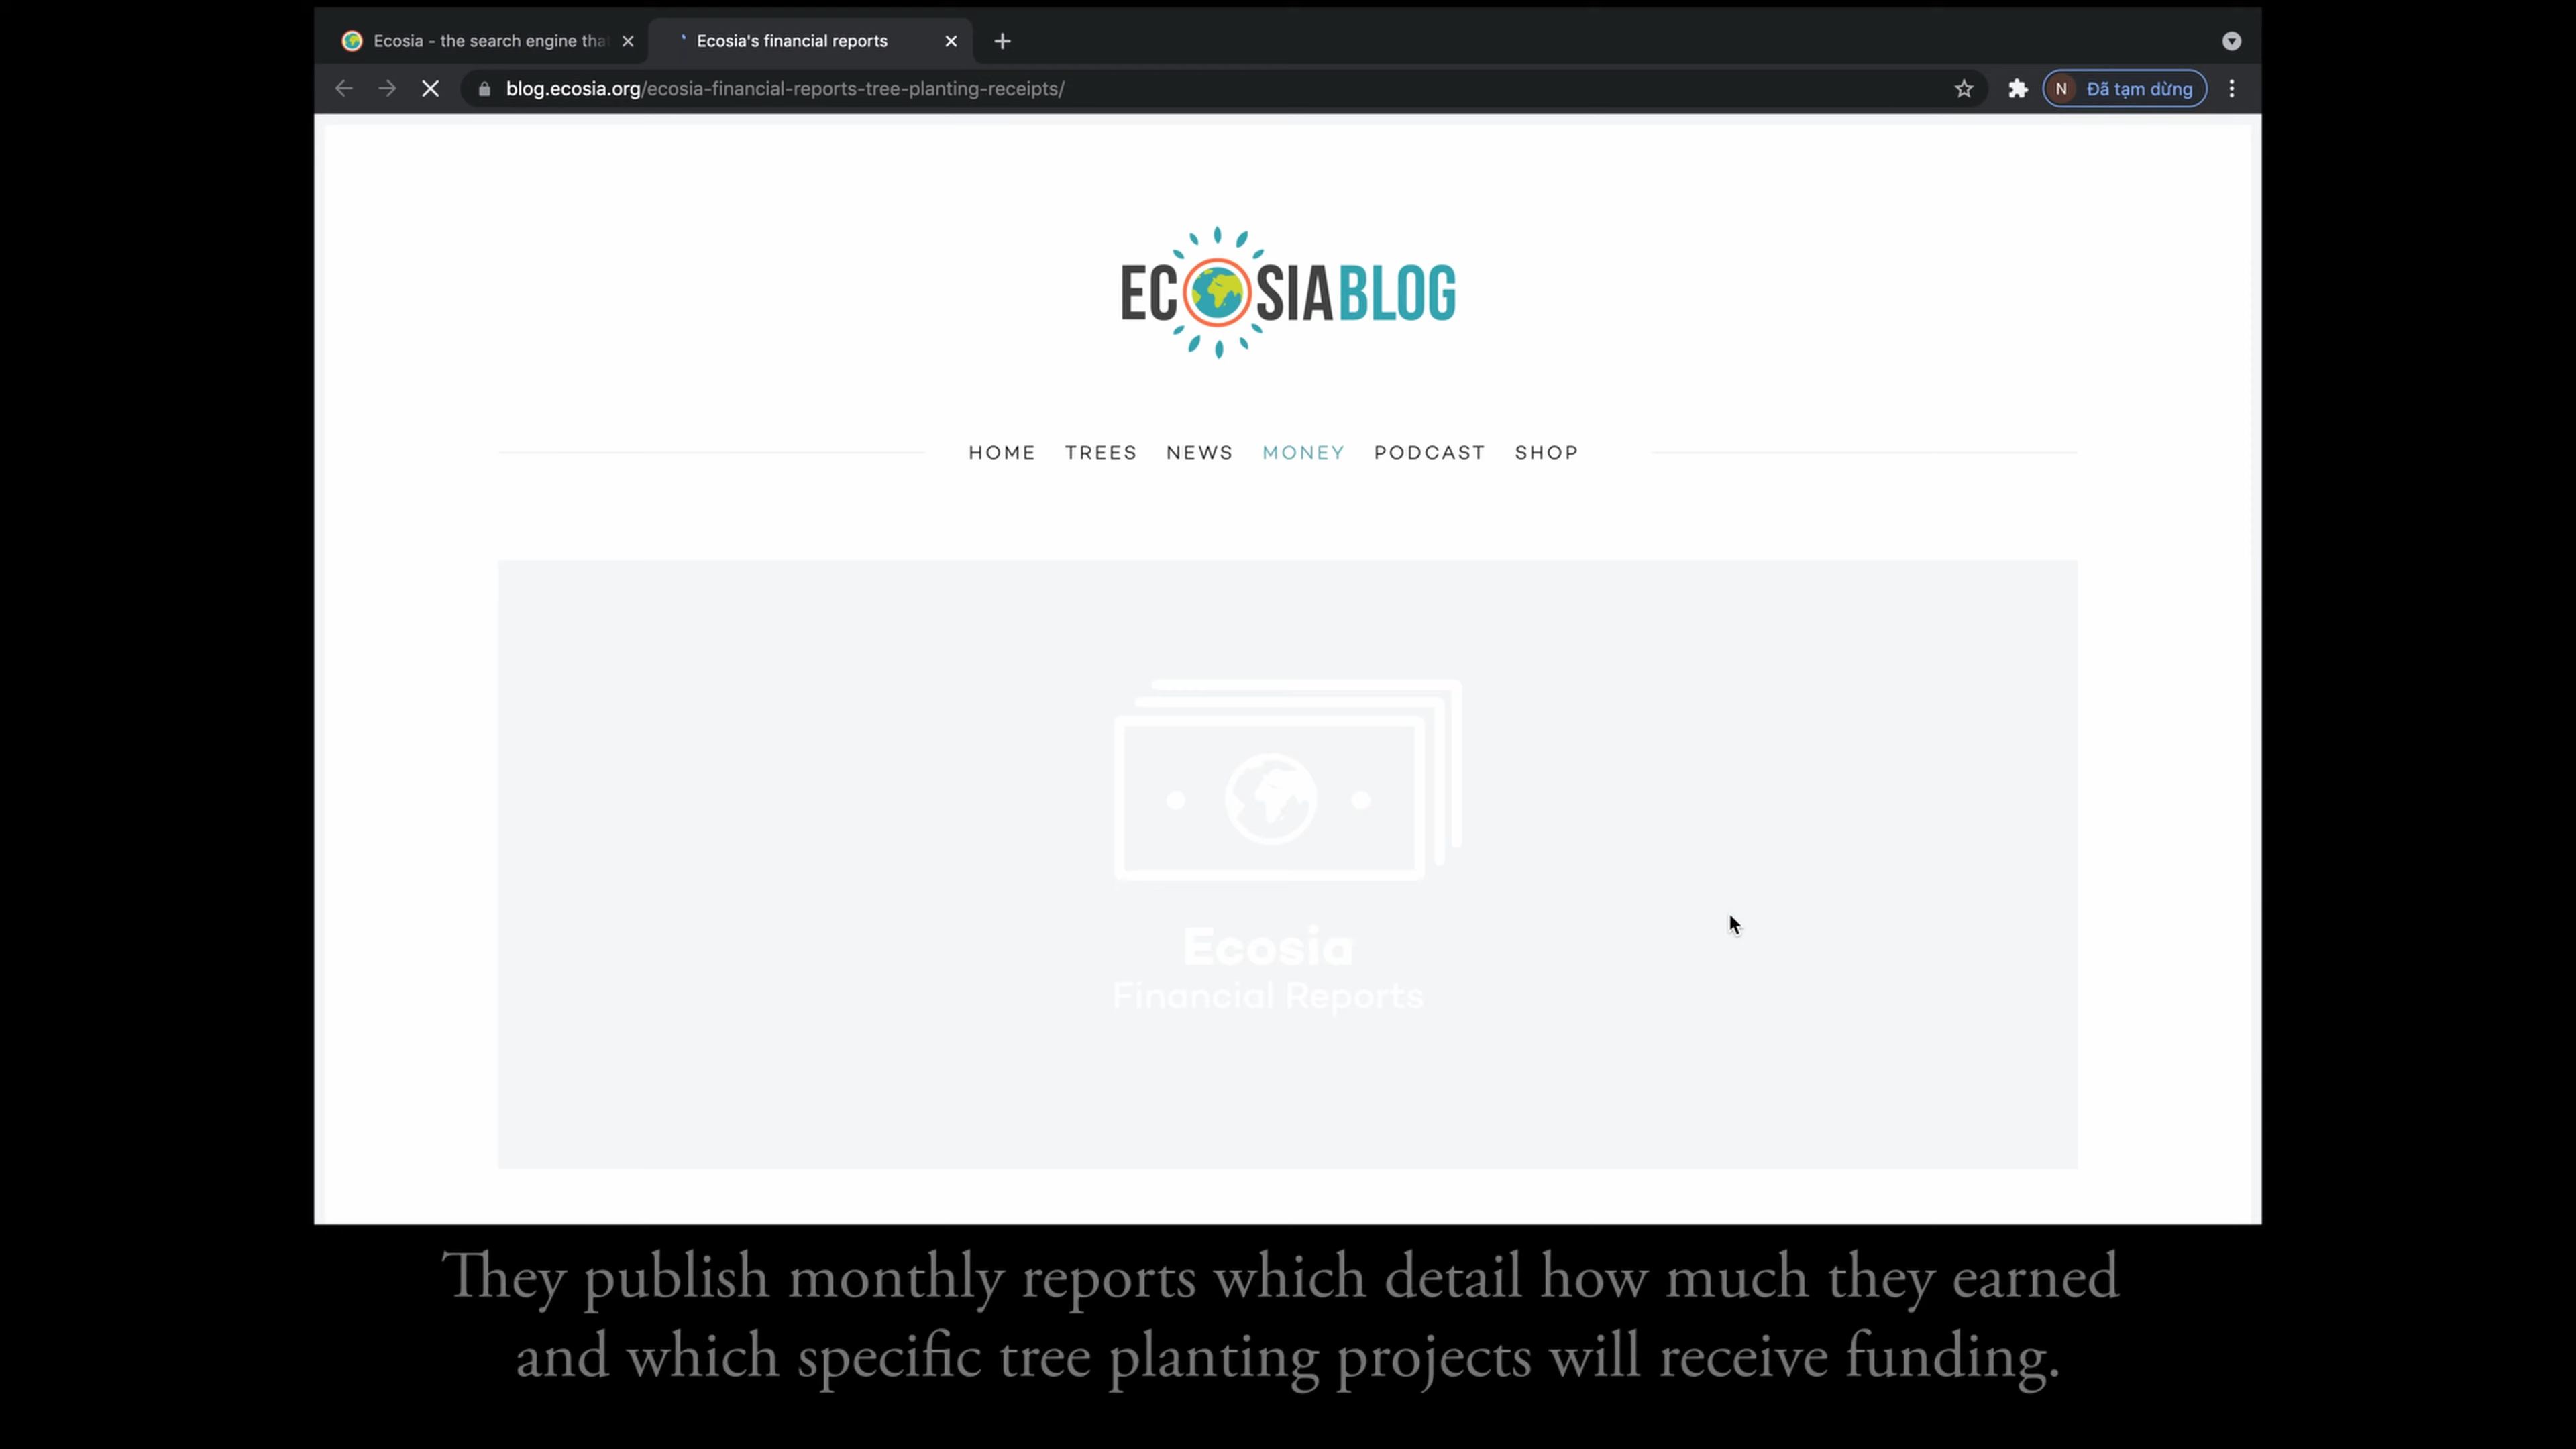 Ecosia - the search engine tha
Ecosia's financial reports
blog.ecosia.org/ecosia-financial-reports-tree-planting-receipts/
N Đã tạm dừng
ECOSIABLOG
HOME TREES NEWS MONEY PODCAST SHOP
Ecosia
Financial Reports
They publish monthly reports which detail how much they earned
and which specific tree planting projects will receive funding.